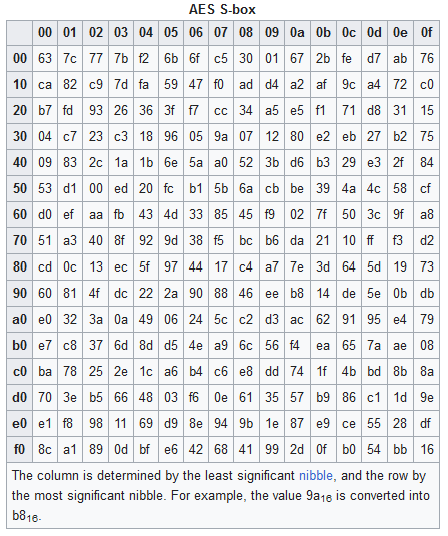 AES S-box
00 01 02 03 04 05 06 07 08 09 0a 0b 0c 0d 0e 0f
00 63 7c 77 7b f2 6b 6f c5 30 01 67 2b fe d7 ab 76
10 ca 82 c9 7d fa 59 47 f0 ad d4 a2 af 9c a4 72 c0
20 b7 fd 93 26 36 3f f7 cc 34 a5 e5 f1 71 d8 31 15
30 04 c7 23 c3 18 96 05 9a 07 12 80 e2 eb 27 b2 75
40 09 83 2c 1a 1b 6e 5a a0 52 3b d6 b3 29 e3 2f 84
50 53 d1 00 ed 20 fc b1 5b 6a cb be 39 4a 4c 58 cf
60 d0 ef aa fb 43 4d 33 85 45 f9 02 7f 50 3c 9f a8
70 51 a3 40 8f 92 9d 38 f5 bc b6 da 21 10 ff f3 d2
80 cd 0c 13 ec 5f 97 44 17 c4 a7 7e 3d 64 5d 19 73
90 60 81 4f dc 22 2a 90 88 46 ee b8 14 de 5e 0b db
a0 e0 32 3a 0a 49 06 24 5c c2 d3 ac 62 91 95 e4 79
b0 e7 c8 37 6d 8d d5 4e a9 6c 56 f4 ea 65 7a ae 08
c0 ba 78 25 2e 1c a6 b4 c6 e8 dd 74 1f 4b bd 8b 8a
d0 70 3e b5 66 48 03 f6 0e 61 35 57 b9 86 c1 1d 9e
e0 e1 f8 98 11 69 d9 8e 94 9b 1e 87 e9 ce 55 28 df
f0 8c a1 89 0d bf e6 42 68 41 99 2d 0f b0 54 bb 16
The column is determined by the least significant nibble, and the row by
the most significant nibble. For example, the value 9a₁₆ is converted into
b8₁₆.